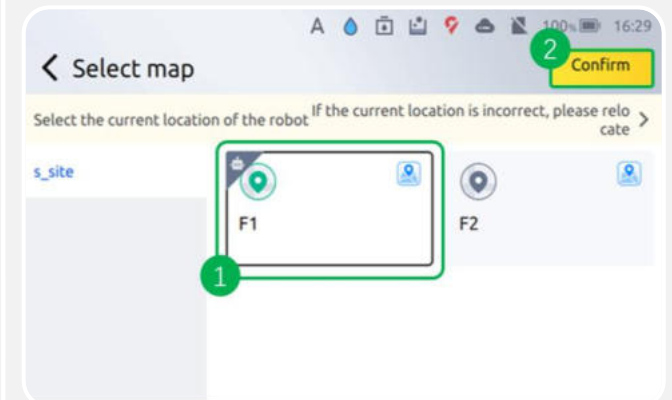 A 100% 16:29
Select map
2
Confirm
Select the current location of the robot
If the current location is incorrect, please relo
cate
s_site
F1
F2
1